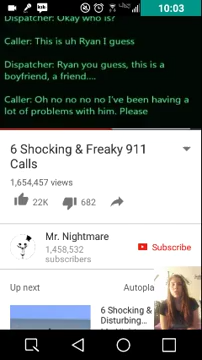 10:03
Dispatcher: Okay who is?
Caller: This is uh Ryan I guess
Dispatcher: Ryan you guess, this is a
boyfriend, a friend....
Caller: Oh no no no no I've been having a
lot of problems with him. Please
6 Shocking & Freaky 911
Calls
1,654,457 views
22K
682
Mr. Nightmare
1,458,532
subscribers
Subscribe
Up next
Autopla
6 Shocking &
Disturbing...